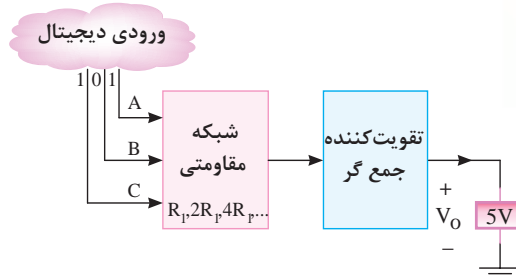 ورودی دیجیتال
1 0 1
A
B
C
شبکه
مقاومتی
R₁,2R₁,4R₁,...
تقویت‌کننده
جمع گر
+
Vo
−
5V